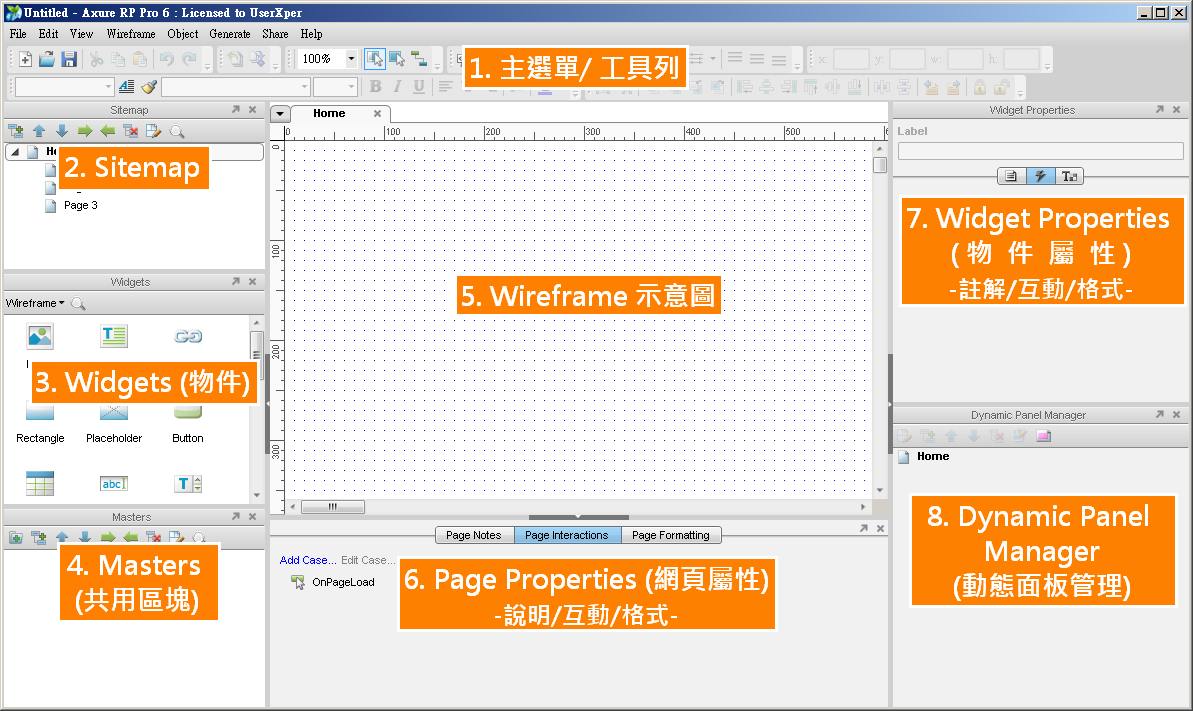 Untitled - Axure RP Pro 6 : Licensed to UserXper
File Edit View Wireframe Object Generate Share Help
100%
x: y: w: h:
1. 主選單/ 工具列
Sitemap
2. Sitemap
Page 3
Widgets
Wireframe
3. Widgets (物件)
Rectangle Placeholder Button
abc
Masters
4. Masters
(共用區塊)
Home
0 100 200 300 400 500
0
100
200
300
5. Wireframe 示意圖
Page Notes Page Interactions Page Formatting
Add Case... Edit Case...
OnPageLoad
6. Page Properties (網頁屬性)
-說明/互動/格式-
Widget Properties
Label
7. Widget Properties
(物 件 屬 性)
-註解/互動/格式-
Dynamic Panel Manager
Home
8. Dynamic Panel
Manager
(動態面板管理)